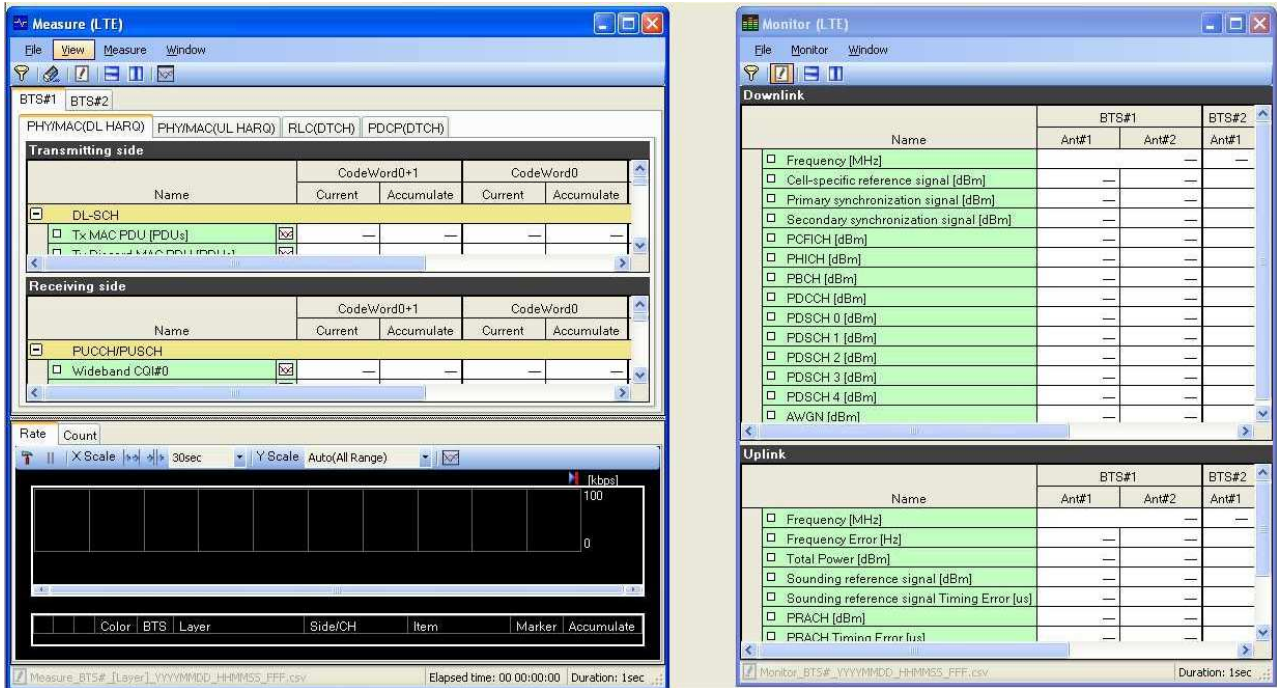 Measure (LTE)
File View Measure Window
BTS#1 BTS#2
PHY/MAC(DL HARQ) PHY/MAC(UL HARQ) RLC(DTCH) PDCP(DTCH)
Transmitting side
CodeWord0+1 CodeWord0
Name Current Accumulate Current Accumulate
DL-SCH
Tx MAC PDU [PDUs] — — — —
Receiving side
CodeWord0+1 CodeWord0
Name Current Accumulate Current Accumulate
PUCCH/PUSCH
Wideband CQI#0 — — — —
Rate Count
X Scale 30sec Y Scale Auto(All Range)
[kbps]
100
0
Color BTS Layer Side/CH Item Marker Accumulate
Measure_BTS#_[Layer]_YYYYMMDD_HHMMSS_FFF.csv Elapsed time: 00 00:00:00 Duration: 1sec
Monitor (LTE)
File Monitor Window
Downlink
BTS#1 BTS#2
Name Ant#1 Ant#2 Ant#1
Frequency [MHz] — —
Cell-specific reference signal [dBm] — —
Primary synchronization signal [dBm] — —
Secondary synchronization signal [dBm] — —
PCFICH [dBm] — —
PHICH [dBm] — —
PBCH [dBm] — —
PDCCH [dBm] — —
PDSCH 0 [dBm] — —
PDSCH 1 [dBm] — —
PDSCH 2 [dBm] — —
PDSCH 3 [dBm] — —
PDSCH 4 [dBm] — —
AWGN [dBm] — —
Uplink
BTS#1 BTS#2
Name Ant#1 Ant#2 Ant#1
Frequency [MHz] — —
Frequency Error [Hz] — —
Total Power [dBm] — —
Sounding reference signal [dBm] — —
Sounding reference signal Timing Error [us] — —
PRACH [dBm] — —
PRACH Timing Error [us] — —
Monitor_BTS#_YYYYMMDD_HHMMSS_FFF.csv Duration: 1sec